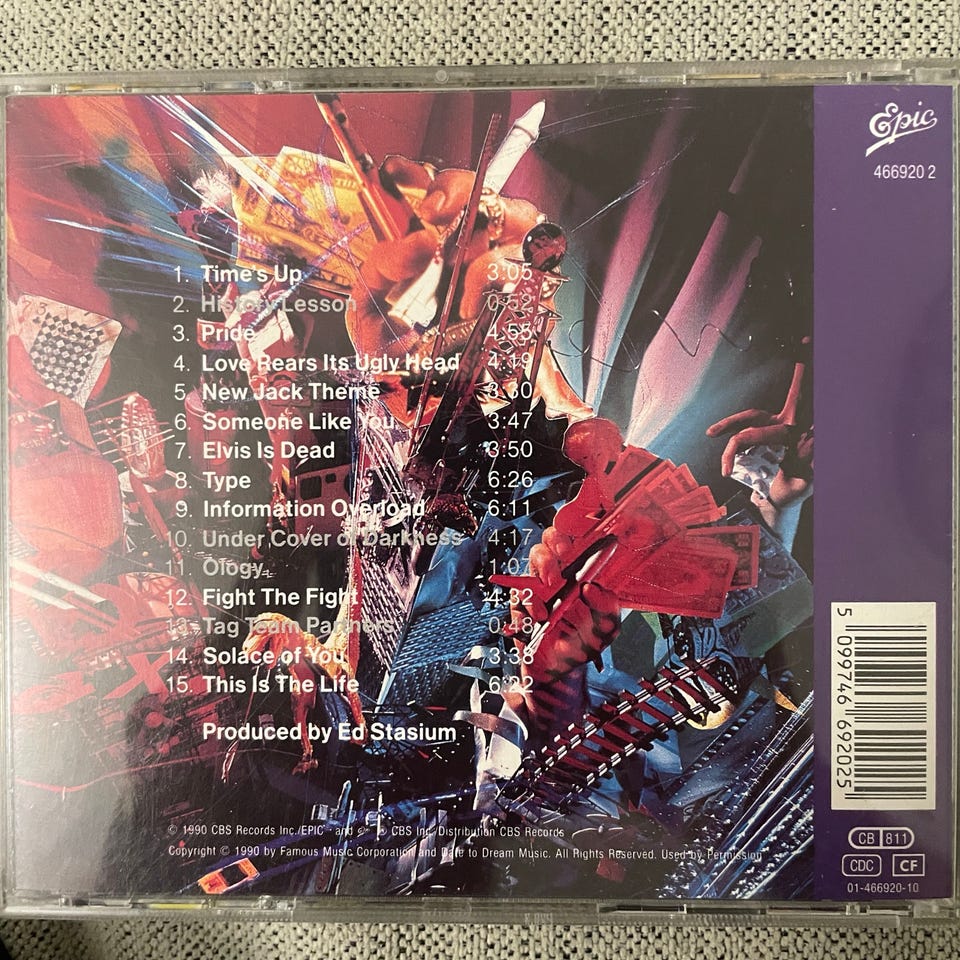 Epic
466920 2
1. Time's Up 3:05
2. History Lesson 0:52
3. Pride 4:55
4. Love Rears Its Ugly Head 4:19
5. New Jack Theme 3:30
6. Someone Like You 3:47
7. Elvis Is Dead 3:50
8. Type 6:26
9. Information Overload 6:11
10. Under Cover of Darkness 4:17
11. Ology 1:07
12. Fight The Fight 4:32
13. Tag Team Partners 0:48
14. Solace of You 3:38
15. This Is The Life 6:22
Produced by Ed Stasium
© 1990 CBS Records Inc./EPIC and CBS Inc./Distribution CBS Records
Copyright © 1990 by Famous Music Corporation and Dare to Dream Music. All Rights Reserved. Used by Permission
5 099746 692025
CB 811
CDC CF
01-466920-10